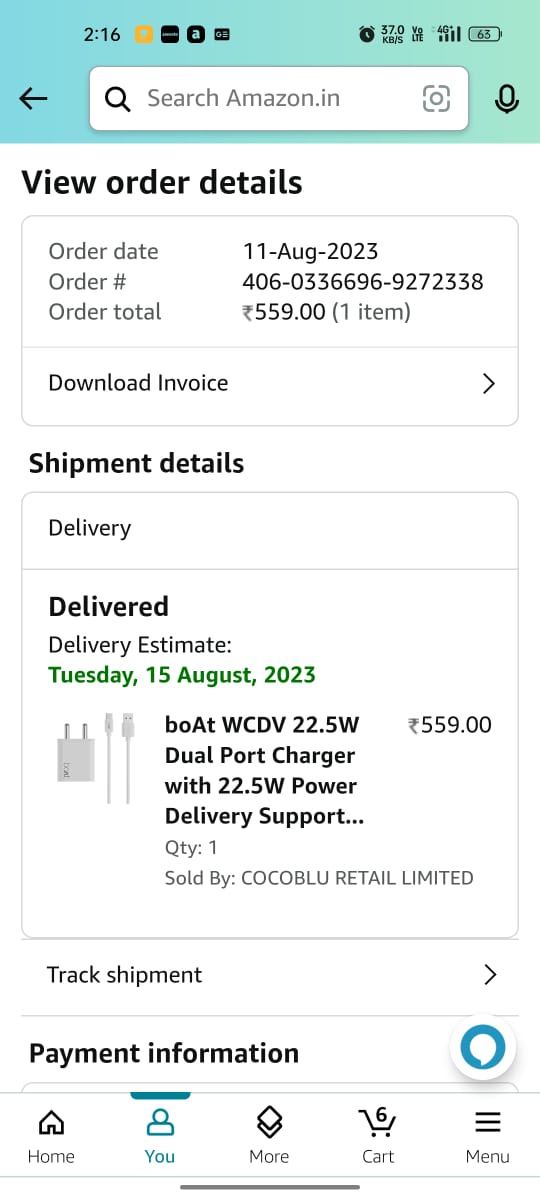 2:16
a
GE
37.0 KB/S
Vo LTE
4G+
63
Search Amazon.in
View order details
Order date 11-Aug-2023
Order # 406-0336696-9272338
Order total ₹559.00 (1 item)
Download Invoice
Shipment details
Delivery
Delivered
Delivery Estimate:
Tuesday, 15 August, 2023
boAt WCDV 22.5W ₹559.00
Dual Port Charger
with 22.5W Power
Delivery Support...
Qty: 1
Sold By: COCOBLU RETAIL LIMITED
boat
Track shipment
Payment information
6
Home You More Cart Menu